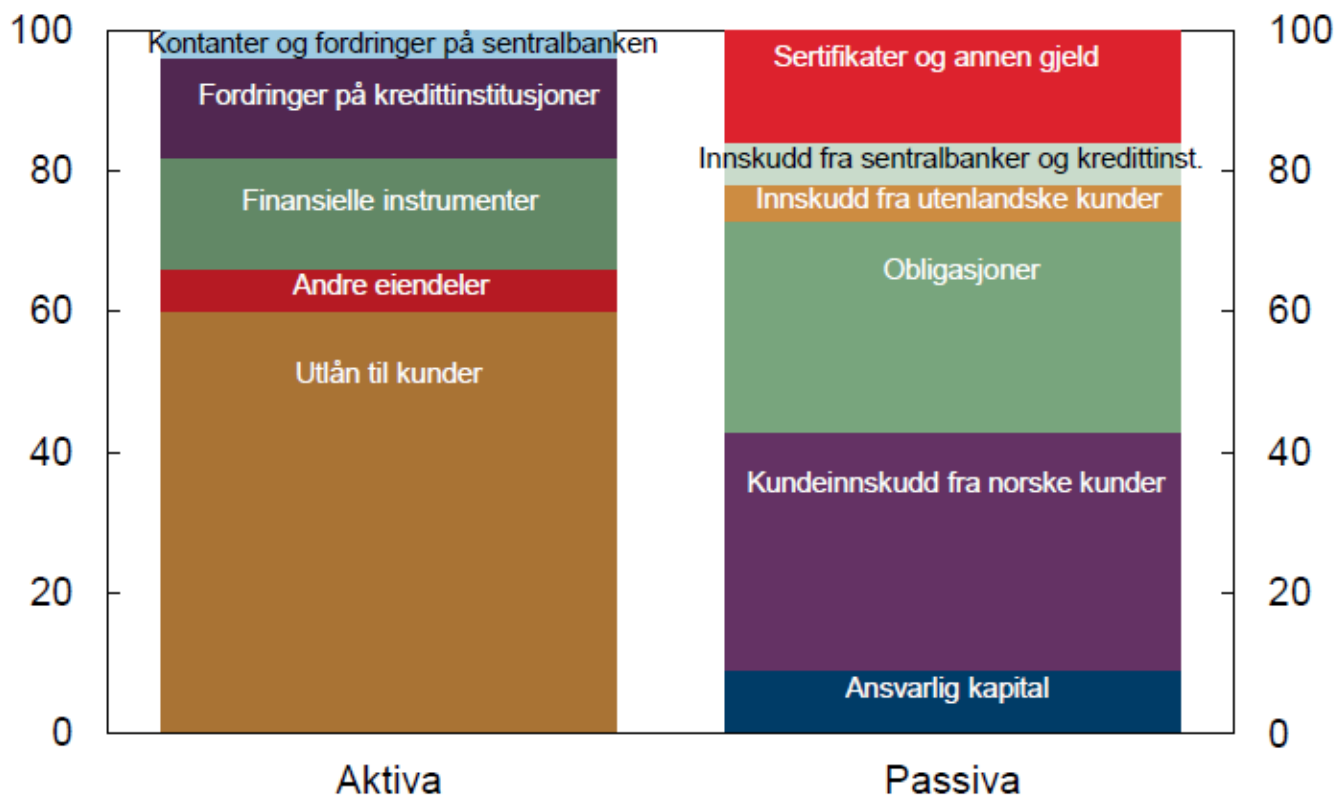 100
80
60
40
20
0
Kontanter og fordringer på sentralbanken
Fordringer på kredittinstitusjoner
Finansielle instrumenter
Andre eiendeler
Utlån til kunder
Sertifikater og annen gjeld
Innskudd fra sentralbanker og kredittinst.
Innskudd fra utenlandske kunder
Obligasjoner
Kundeinnskudd fra norske kunder
Ansvarlig kapital
100
80
60
40
20
0
Aktiva
Passiva